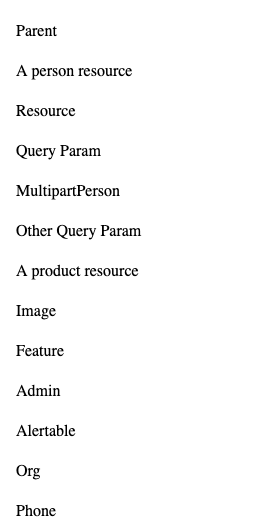 Parent
A person resource
Resource
Query Param
MultipartPerson
Other Query Param
A product resource
Image
Feature
Admin
Alertable
Org
Phone